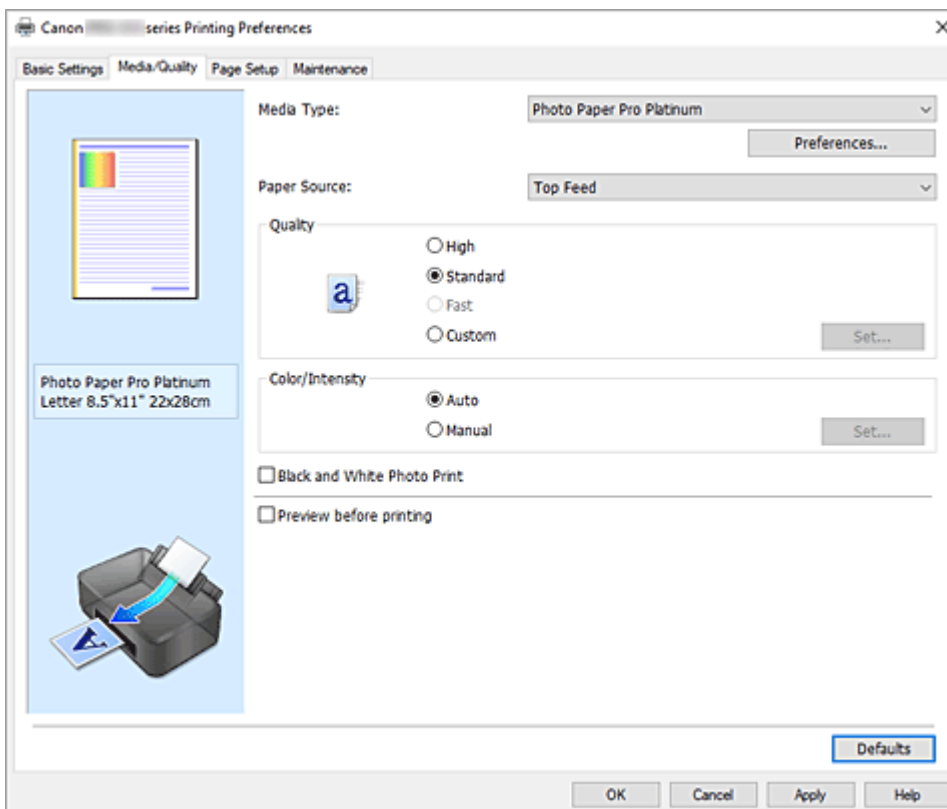 Canon series Printing Preferences
Basic Settings Media/Quality Page Setup Maintenance
Media Type: Photo Paper Pro Platinum
Preferences...
Paper Source: Top Feed
Quality
High
a Standard
Fast
Custom Set...
Photo Paper Pro Platinum
Letter 8.5"x11" 22x28cm
Color/Intensity
Auto
Manual Set...
Black and White Photo Print
Preview before printing
A
Defaults
OK Cancel Apply Help